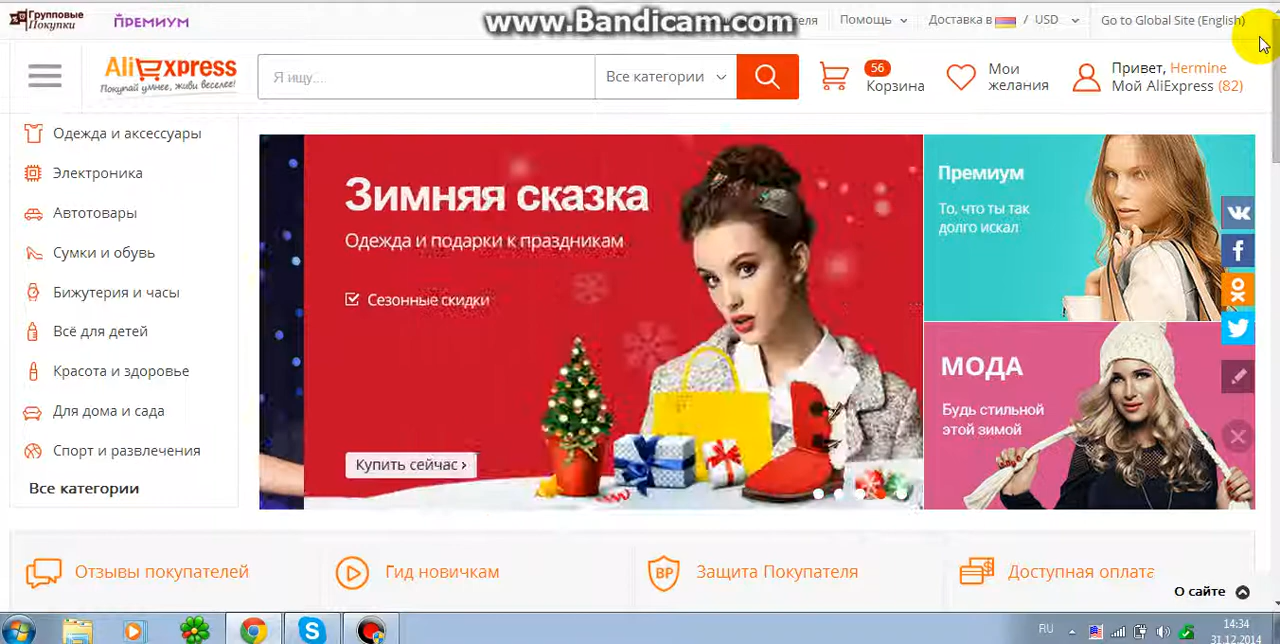 Групповые
Покупки
ПРЕМИУМ
www.Bandicam.com
Помощь
Доставка в / USD
Go to Global Site (English)
AliExpress
Покупай умнее, живи веселее!
Я ищу....
Все категории
56
Корзина
Мои
желания
Привет, Hermine
Мой AliExpress (82)
Одежда и аксессуары
Электроника
Автотовары
Сумки и обувь
Бижутерия и часы
Всё для детей
Красота и здоровье
Для дома и сада
Спорт и развлечения
Все категории
Зимняя сказка
Одежда и подарки к праздникам
Сезонные скидки
Купить сейчас ›
Премиум
То, что ты так
долго искал
МОДА
Будь стильной
этой зимой
Отзывы покупателей
Гид новичкам
BP
Защита Покупателя
Доступная оплата
О сайте
RU
14:34
31.12.2014